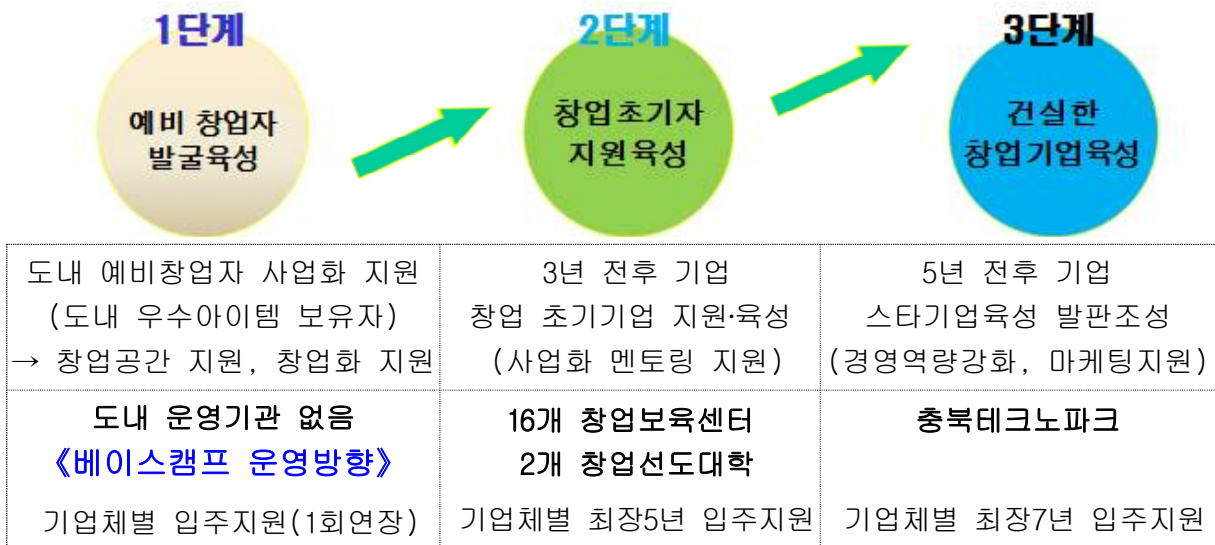 1단계
예비 창업자
발굴육성
2단계
창업초기자
지원육성
3단계
건실한
창업기업육성
도내 예비창업자 사업화 지원
(도내 우수아이템 보유자)
→ 창업공간 지원, 창업화 지원
3년 전후 기업
창업 초기기업 지원·육성
(사업화 멘토링 지원)
5년 전후 기업
스타기업육성 발판조성
(경영역량강화, 마케팅지원)
도내 운영기관 없음
《베이스캠프 운영방향》
기업체별 입주지원(1회연장)
16개 창업보육센터
2개 창업선도대학
기업체별 최장5년 입주지원
충북테크노파크
기업체별 최장7년 입주지원